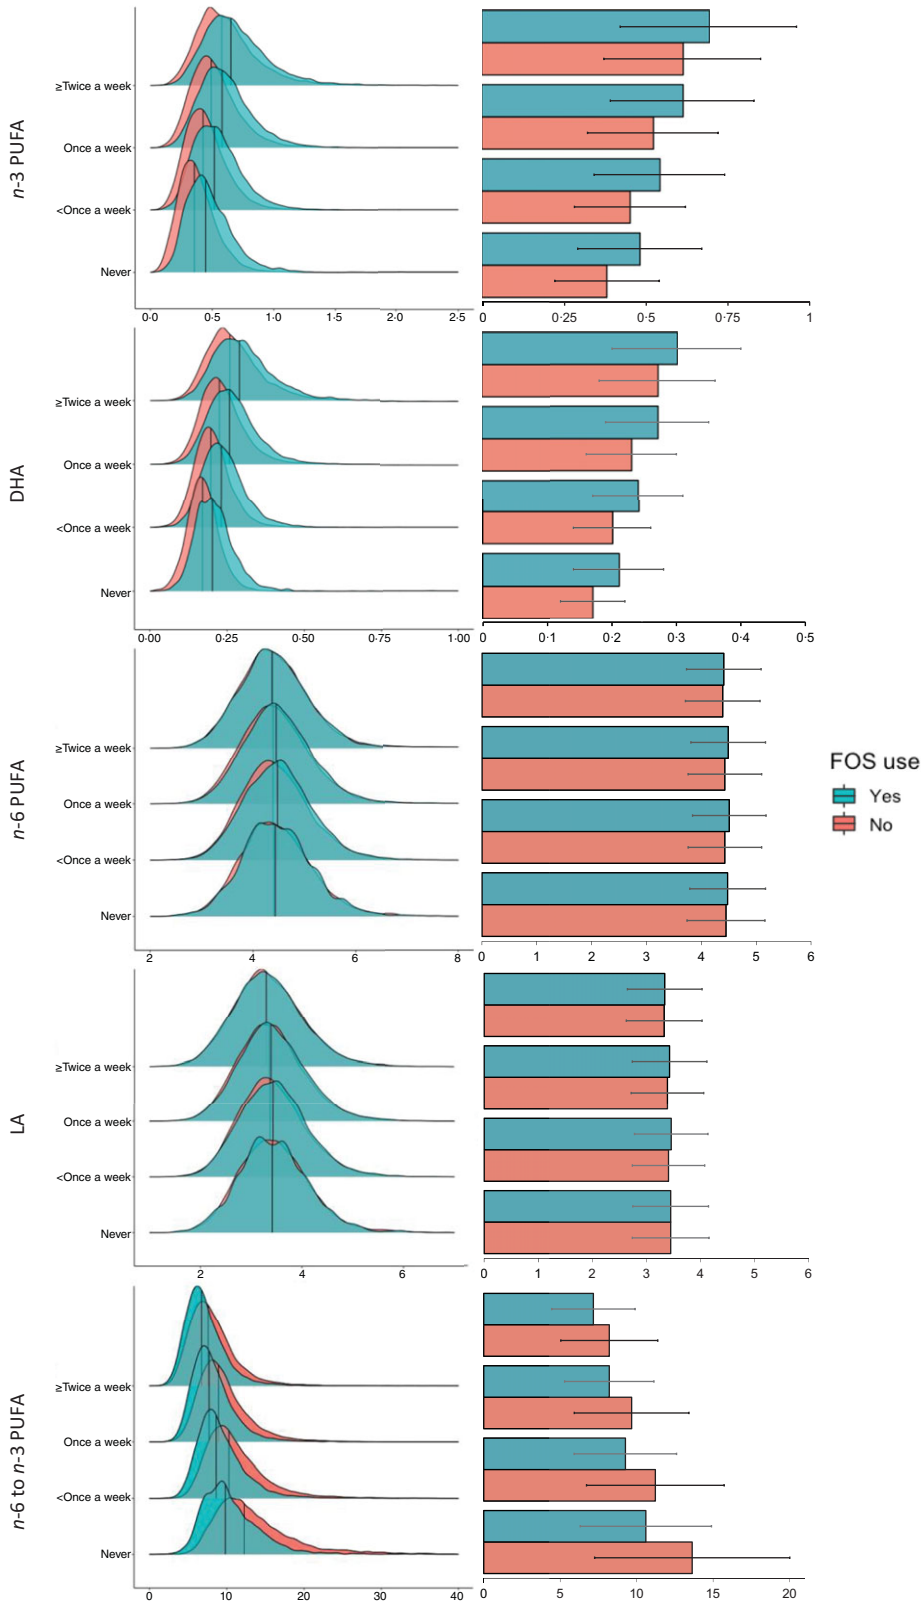 n-3 PUFA
≥Twice a week
Once a week
<Once a week
Never
0·0 0·5 1·0 1·5 2·0 2·5
0 0·25 0·5 0·75 1
DHA
≥Twice a week
Once a week
<Once a week
Never
0·00 0·25 0·50 0·75 1·00
0 0·1 0·2 0·3 0·4 0·5
n-6 PUFA
≥Twice a week
Once a week
<Once a week
Never
2 4 6 8
0 1 2 3 4 5 6
FOS use
Yes
No
LA
≥Twice a week
Once a week
<Once a week
Never
2 4 6
0 1 2 3 4 5 6
n-6 to n-3 PUFA
≥Twice a week
Once a week
<Once a week
Never
0 10 20 30 40
0 5 10 15 20